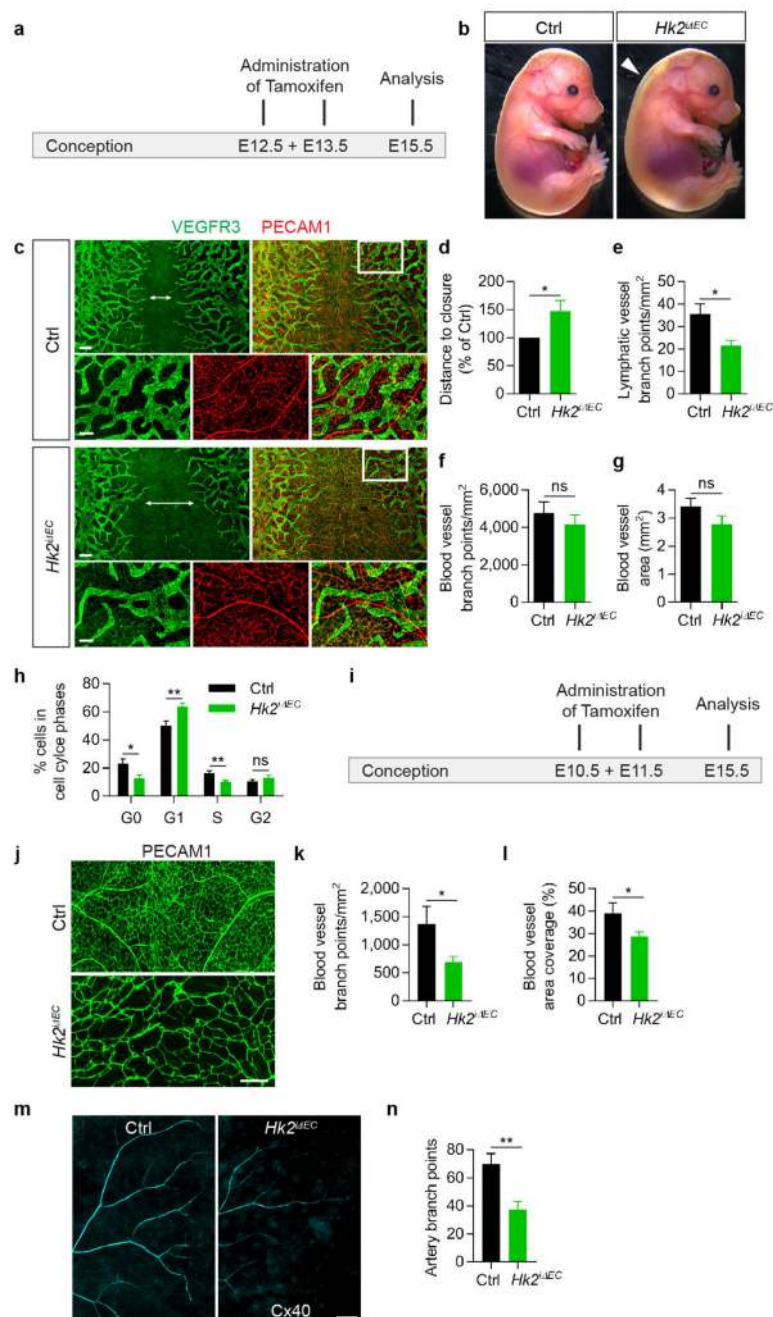 a
Administration
of Tamoxifen
Analysis
Conception
E12.5 + E13.5
E15.5
b
Ctrl
Hk2iΔEC
c
VEGFR3
PECAM1
Ctrl
Hk2iΔEC
d
Distance to closure
(% of Ctrl)
150
100
50
0
*
Ctrl
Hk2iΔEC
e
Lymphatic vessel
branch points/mm2
50
40
30
20
10
0
*
Ctrl
Hk2iΔEC
f
Blood vessel
branch points/mm2
6,000
4,000
2,000
0
ns
Ctrl
Hk2iΔEC
g
Blood vessel
area (mm2)
4
3
2
1
0
ns
Ctrl
Hk2iΔEC
h
% cells in
cell cylce phases
80
60
40
20
*
**
**
ns
G0
G1
S
G2
Ctrl
Hk2iΔEC
i
Administration
of Tamoxifen
Analysis
Conception
E10.5 + E11.5
E15.5
j
PECAM1
Ctrl
Hk2iΔEC
k
Blood vessel
branch points/mm2
2,000
1,500
1,000
500
0
*
Ctrl
Hk2iΔEC
l
Blood vessel
area coverage (%)
50
40
30
20
10
0
*
Ctrl
Hk2iΔEC
m
Ctrl
Hk2iΔEC
Cx40
n
Artery branch points
80
60
40
20
0
**
Ctrl
Hk2iΔEC